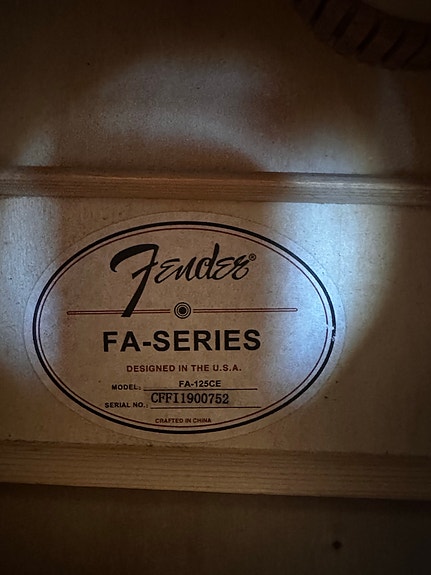 Fender®
FA-SERIES
DESIGNED IN THE U.S.A.
MODEL: FA-125CE
SERIAL NO.: CFFI1900752
CRAFTED IN CHINA